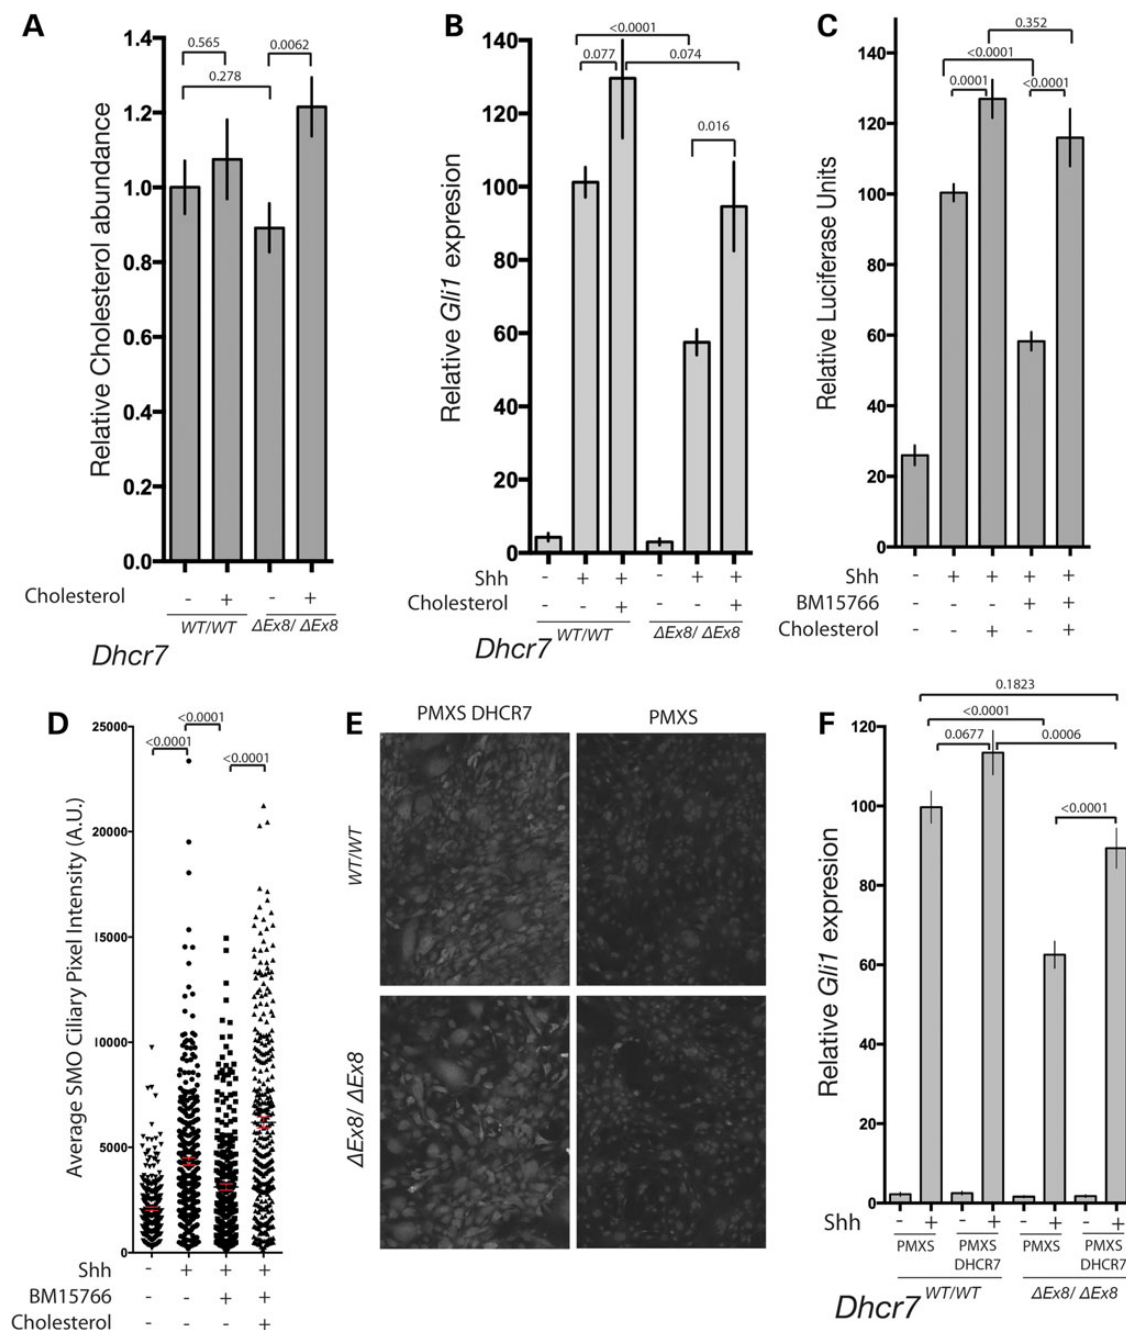 A
Relative Cholesterol abundance
1.4
1.2
1.0
0.8
0.6
0.4
0.2
0.0
0.565
0.0062
0.278
Cholesterol - + - +
WT/WT ΔEx8/ ΔEx8
Dhcr7
B
Relative Gli1 expresion
140
120
100
80
60
40
20
0
<0.0001
0.077
0.074
0.016
Shh - + + - + +
Cholesterol - - + - - +
WT/WT ΔEx8/ ΔEx8
Dhcr7
C
Relative Luciferase Units
140
120
100
80
60
40
20
0
0.352
<0.0001
0.0001
<0.0001
Shh - + + + +
BM15766 - - - + +
Cholesterol - - + - +
D
Average SMO Ciliary Pixel Intensity (A.U.)
25000
20000
15000
10000
5000
0
<0.0001
<0.0001
<0.0001
Shh - + + +
BM15766 - - + +
Cholesterol - - - +
E
PMXS DHCR7 PMXS
WT/WT
ΔEx8/ ΔEx8
F
Relative Gli1 expresion
120
100
80
60
40
20
0
0.1823
<0.0001
0.0677
0.0006
<0.0001
Shh - + - + - + - +
PMXS PMXS DHCR7 PMXS PMXS DHCR7
WT/WT ΔEx8/ ΔEx8
Dhcr7